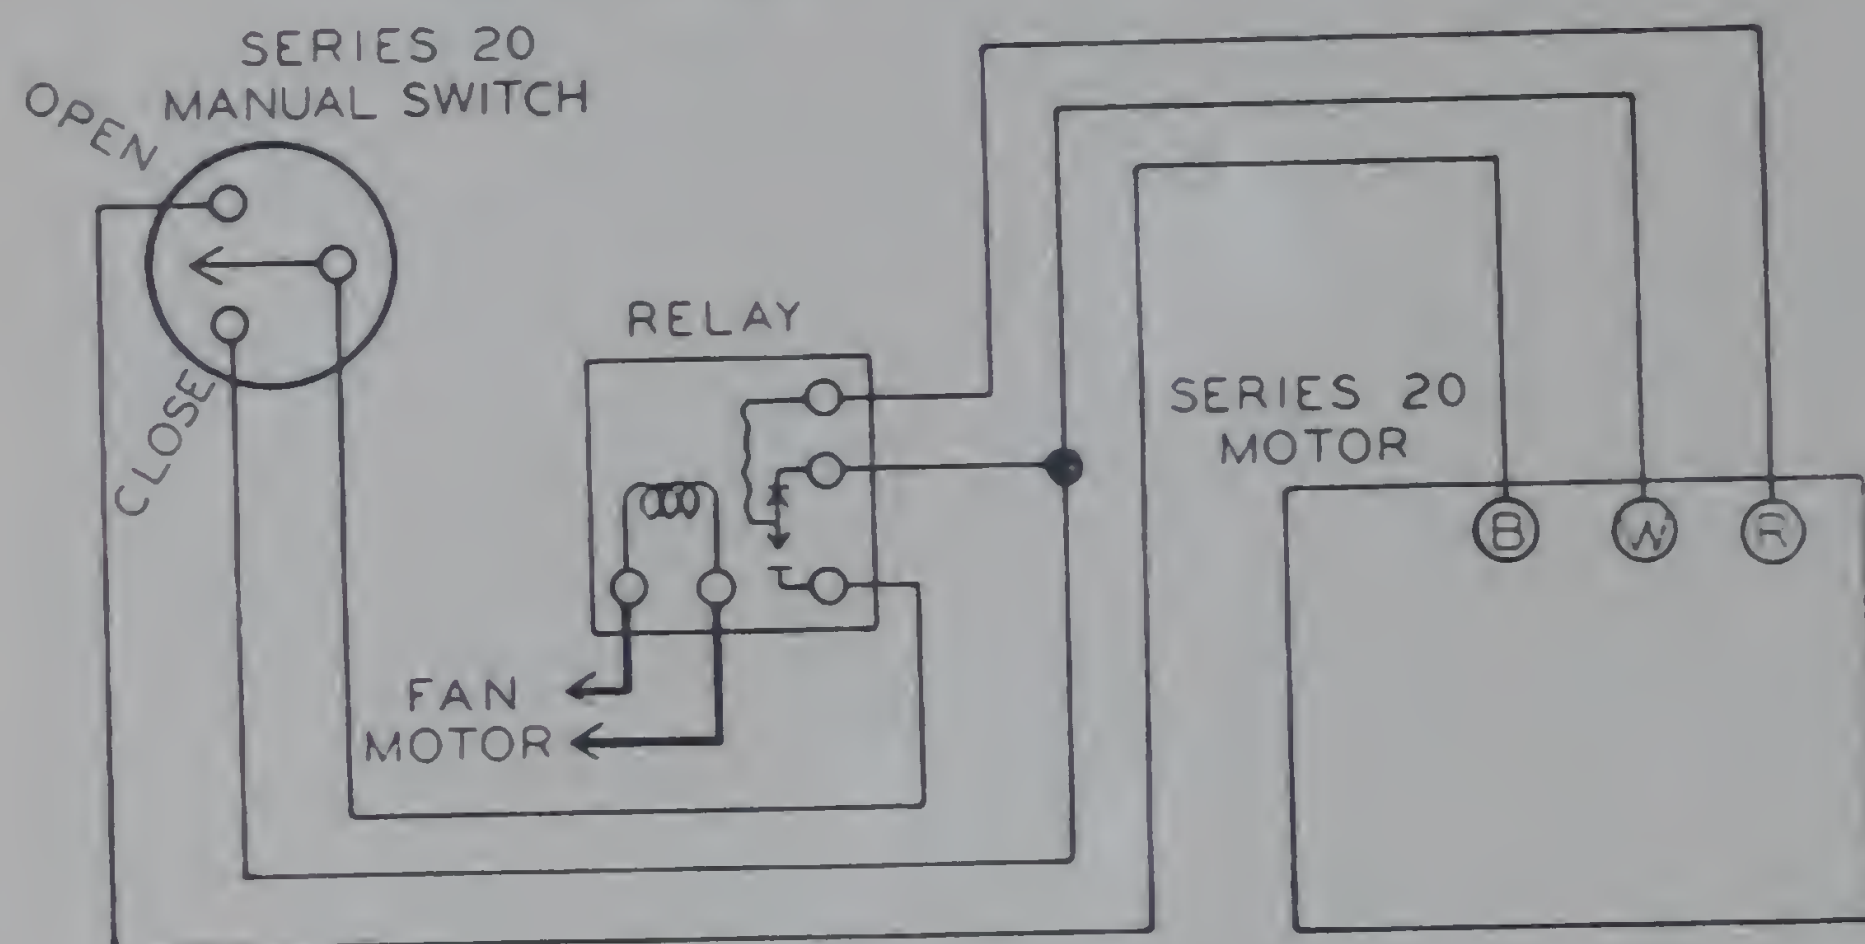 SERIES 20
MANUAL SWITCH
OPEN
CLOSE
RELAY
FAN
MOTOR
SERIES 20
MOTOR
B
W
R